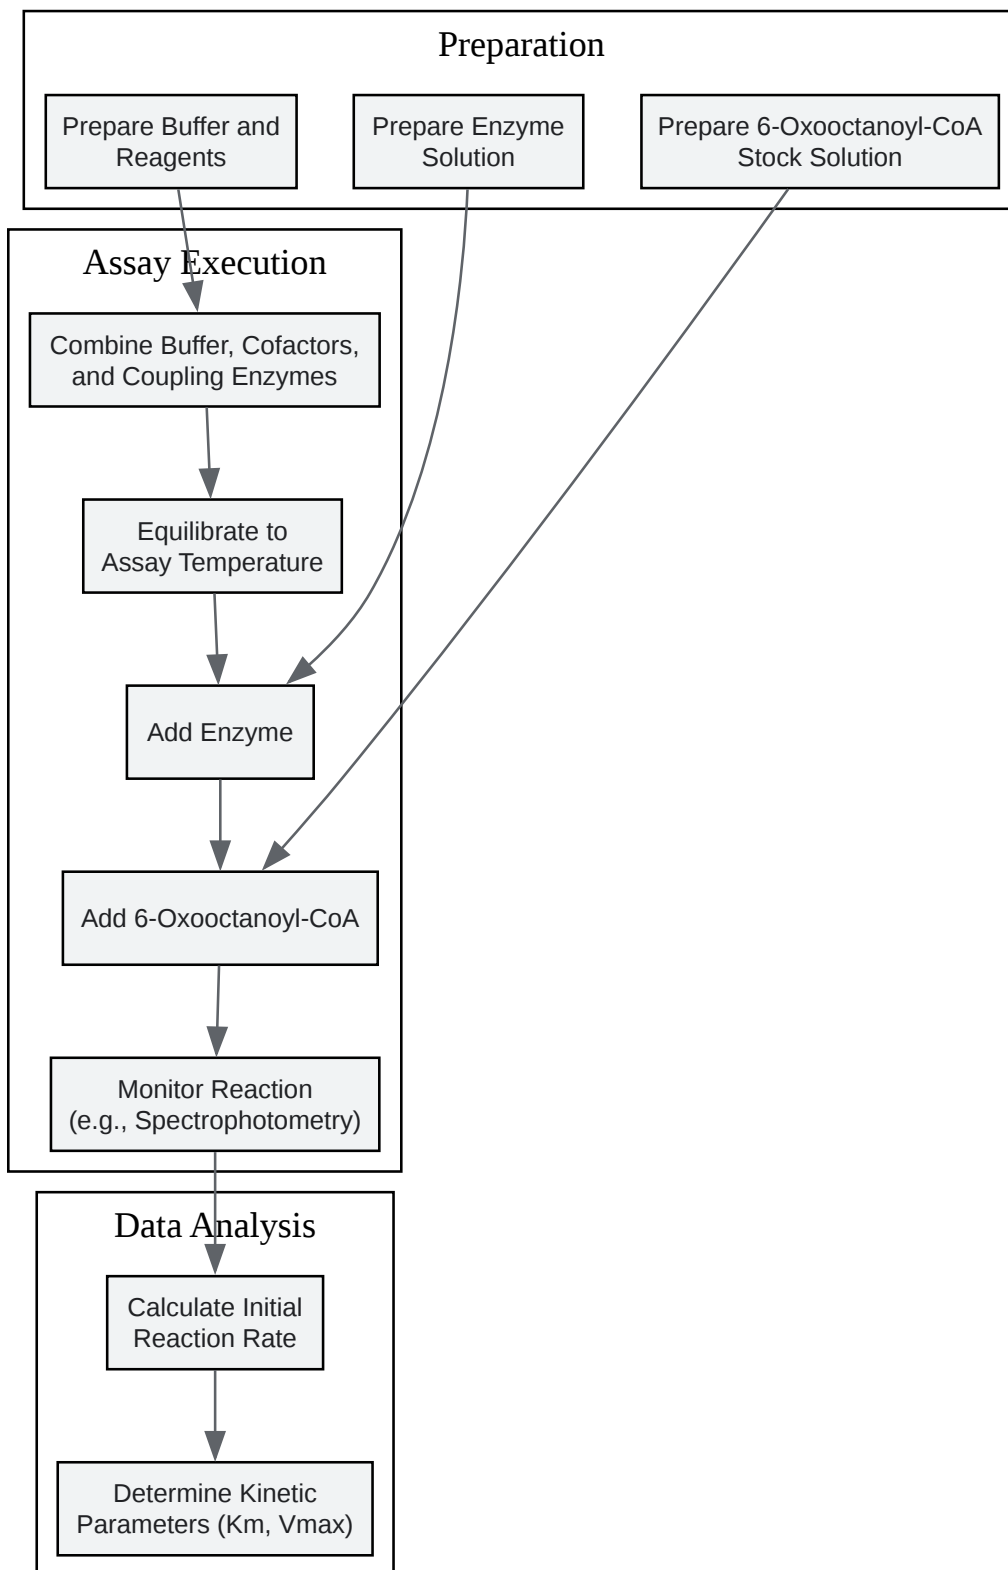 Preparation
Prepare Buffer and
Reagents
Prepare Enzyme
Solution
Prepare 6-Oxooctanoyl-CoA
Stock Solution
Assay Execution
Combine Buffer, Cofactors,
and Coupling Enzymes
Equilibrate to
Assay Temperature
Add Enzyme
Add 6-Oxooctanoyl-CoA
Monitor Reaction
(e.g., Spectrophotometry)
Data Analysis
Calculate Initial
Reaction Rate
Determine Kinetic
Parameters (Km, Vmax)